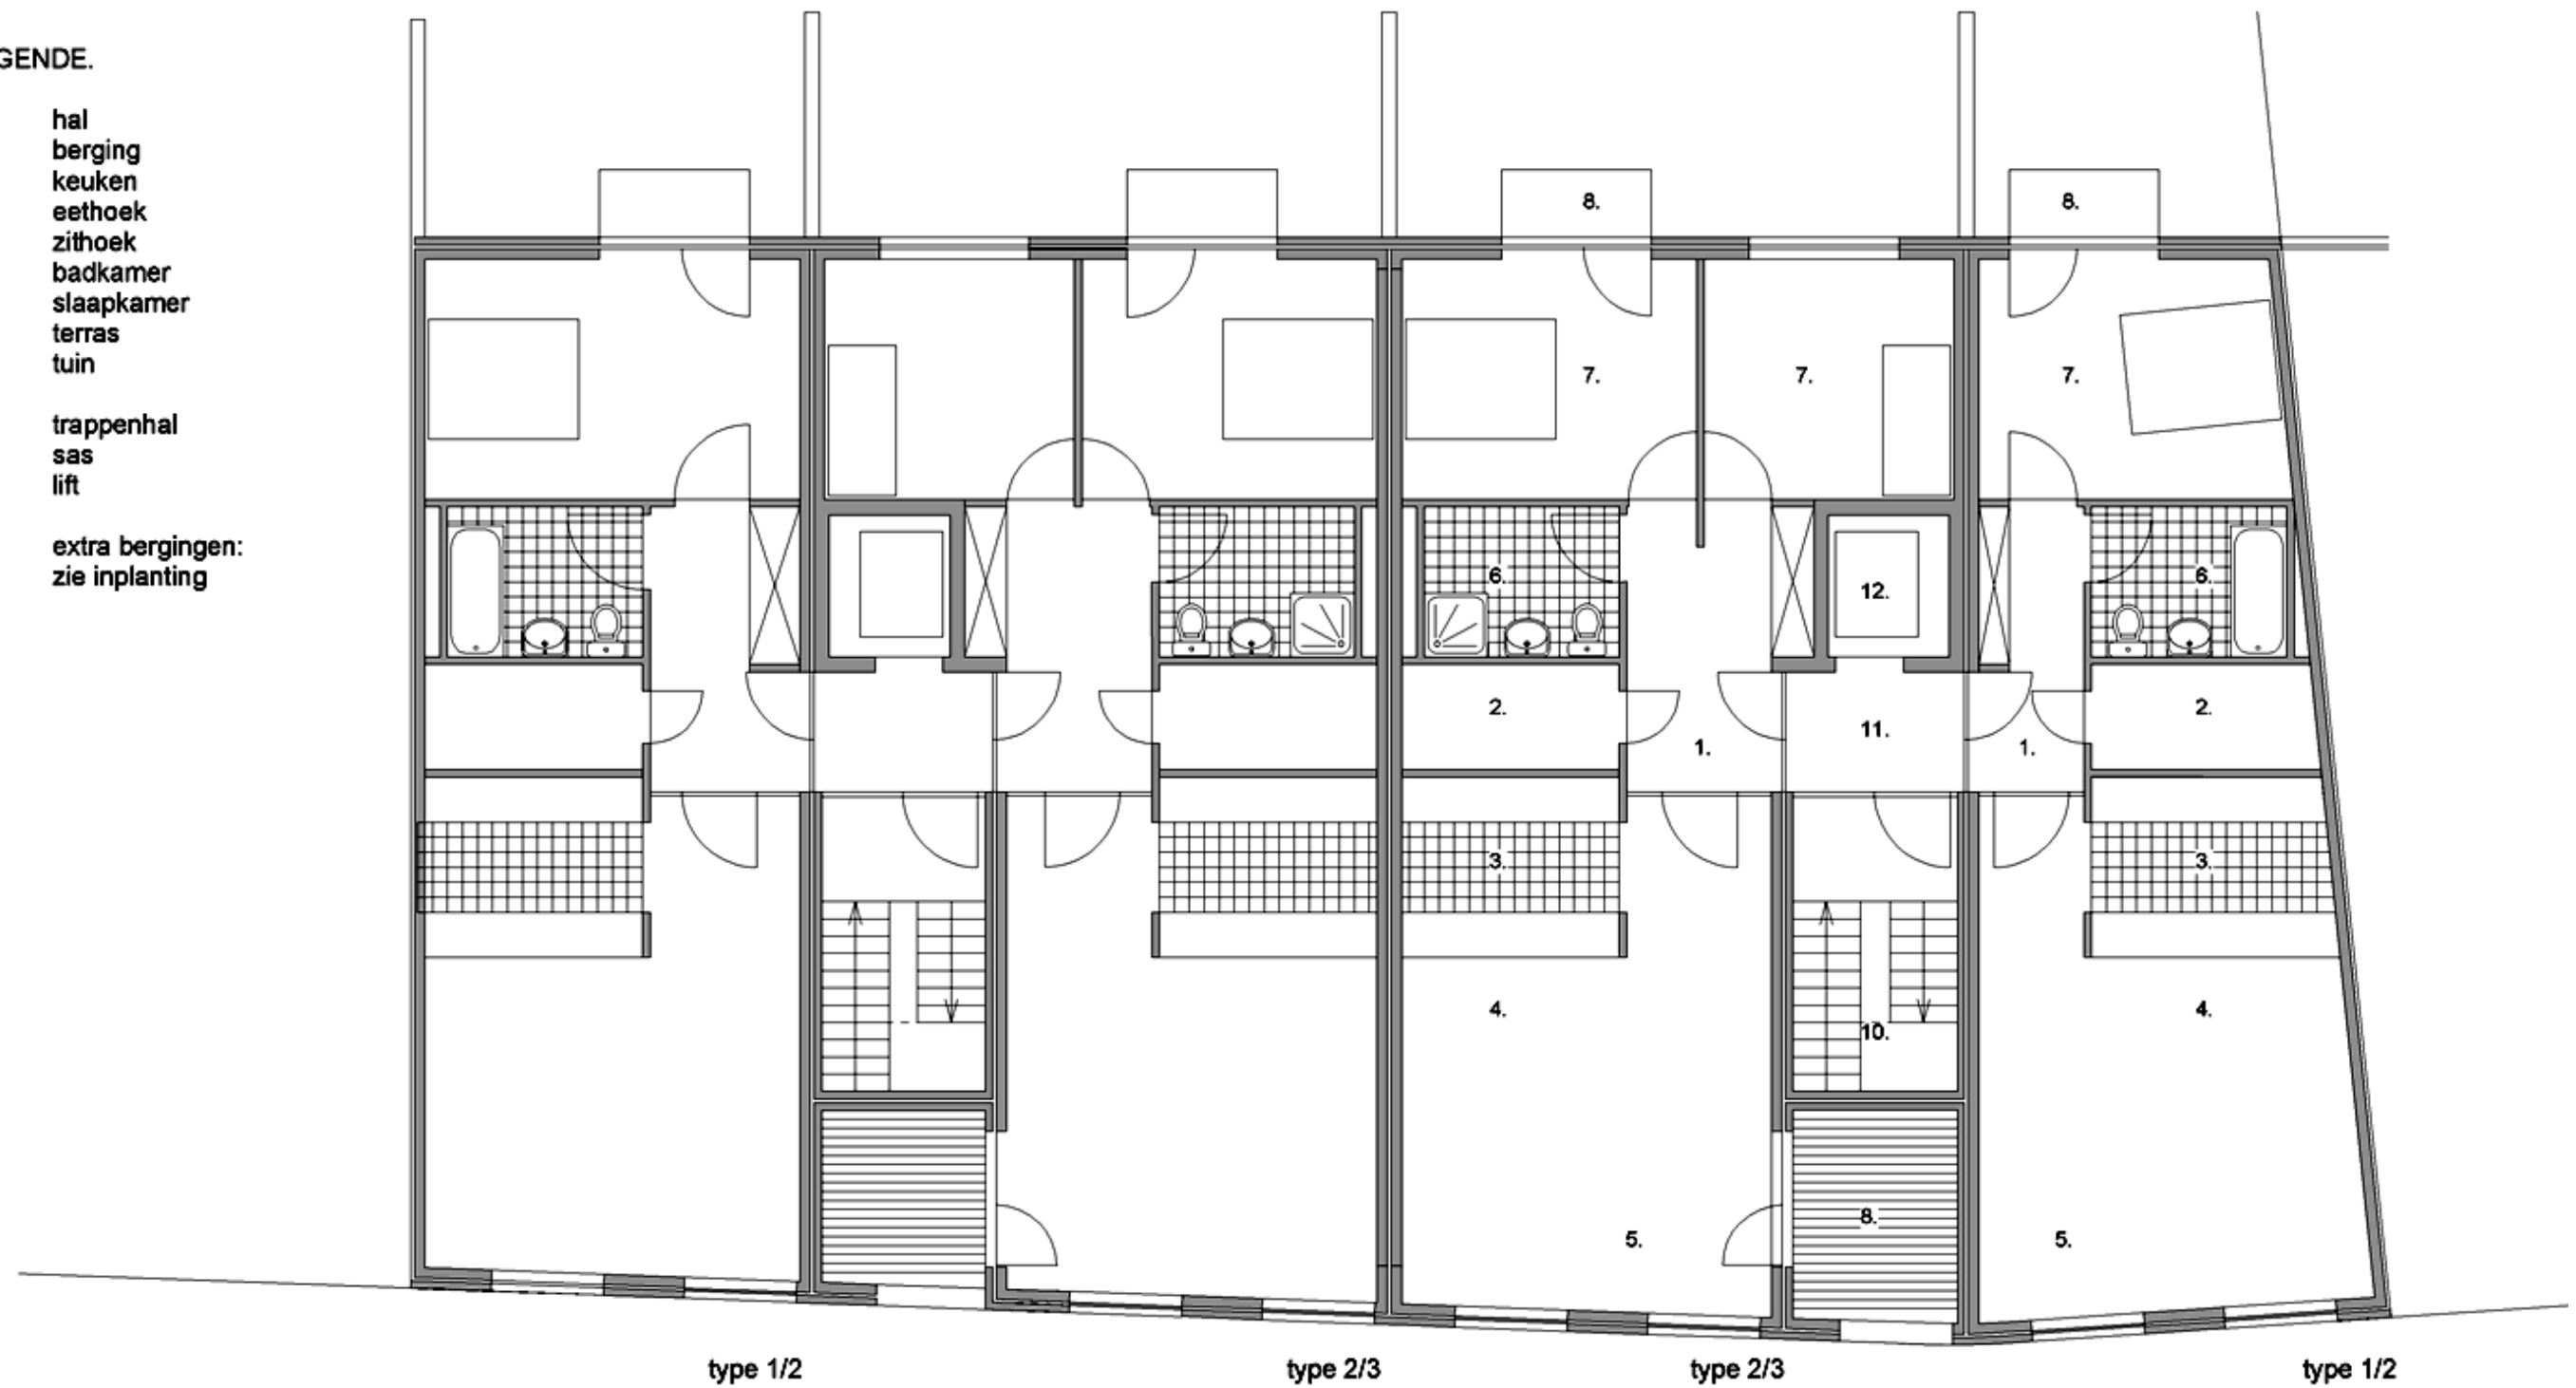 GENDE.
hal
berging
keuken
eethoek
zithoek
badkamer
slaapkamer
terras
tuin
trappenhal
sas
lift
extra bergingen:
zie inplanting
8.
8.
7.
7.
7.
6.
12.
6.
2.
11.
2.
1.
1.
3.
3.
4.
10.
4.
8.
5.
5.
type 1/2
type 2/3
type 2/3
type 1/2